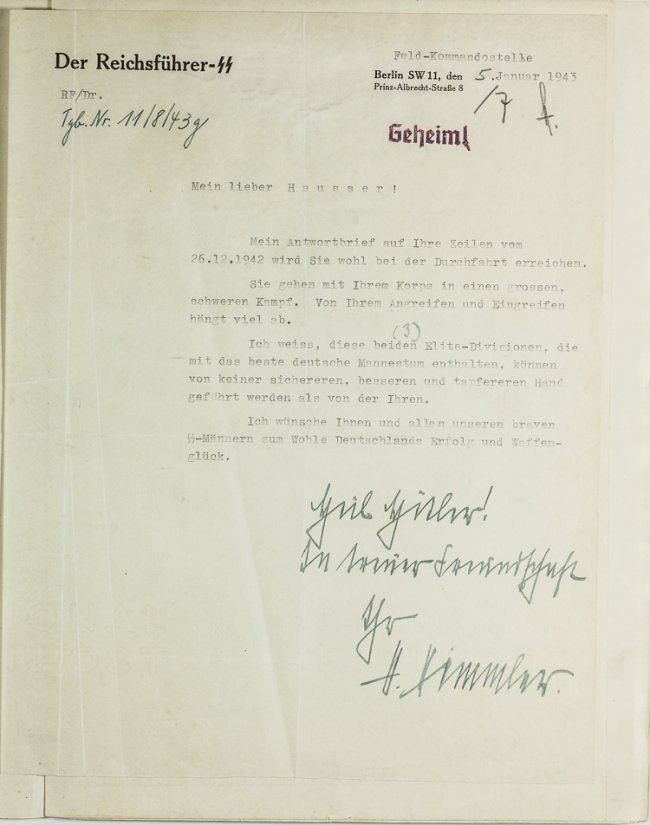 Der Reichsführer-SS
Feld-Kommandostelle
Berlin SW 11, den 5. Januar 1943
Prinz-Albrecht-Straße 8
RF/Dr.
Tgb. Nr. 11/8/43g
/7
Geheim!
Mein lieber H a u s s e r !
Mein Antwortbrief auf Ihre Zeilen vom
26.12.1942 wird Sie wohl bei der Durchfahrt erreichen.
Sie gehen mit Ihrem Korps in einen grossen,
schweren Kampf. Von Ihrem Angreifen und Eingreifen
hängt viel ab.
(3)
Ich weiss, diese beiden Elite-Divisionen, die
mit das beste deutsche Mannestum enthalten, können
von keiner sichereren, besseren und tapfereren Hand
geführt werden als von der Ihren.
Ich wünsche Ihnen und allen unseren braven
SS-Männern zum Wohle Deutschlands Erfolg und Waffen-
glück.
Heil Hitler!
In treuer Freundschaft
Ihr
H. Himmler.